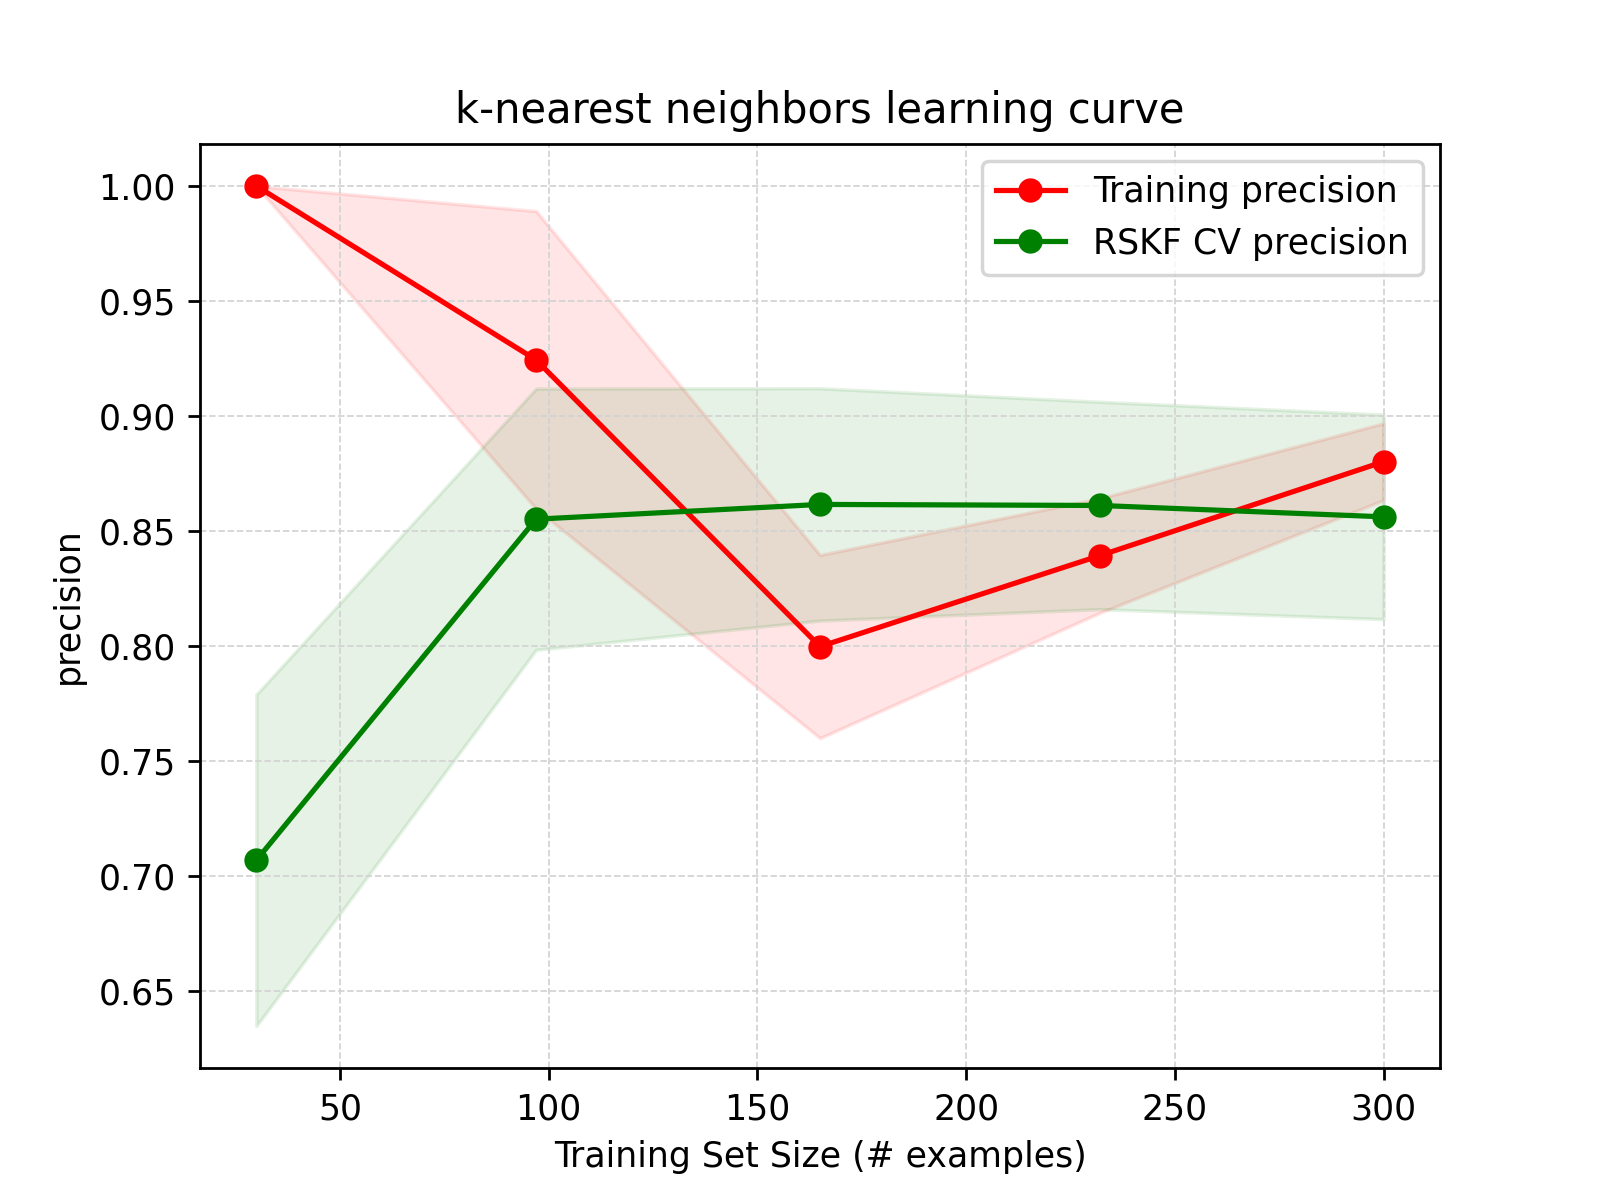 k-nearest neighbors learning curve
Training precision
RSKF CV precision
1.00
0.95
0.90
0.85
0.80
0.75
0.70
0.65
precision
50 100 150 200 250 300
Training Set Size (# examples)